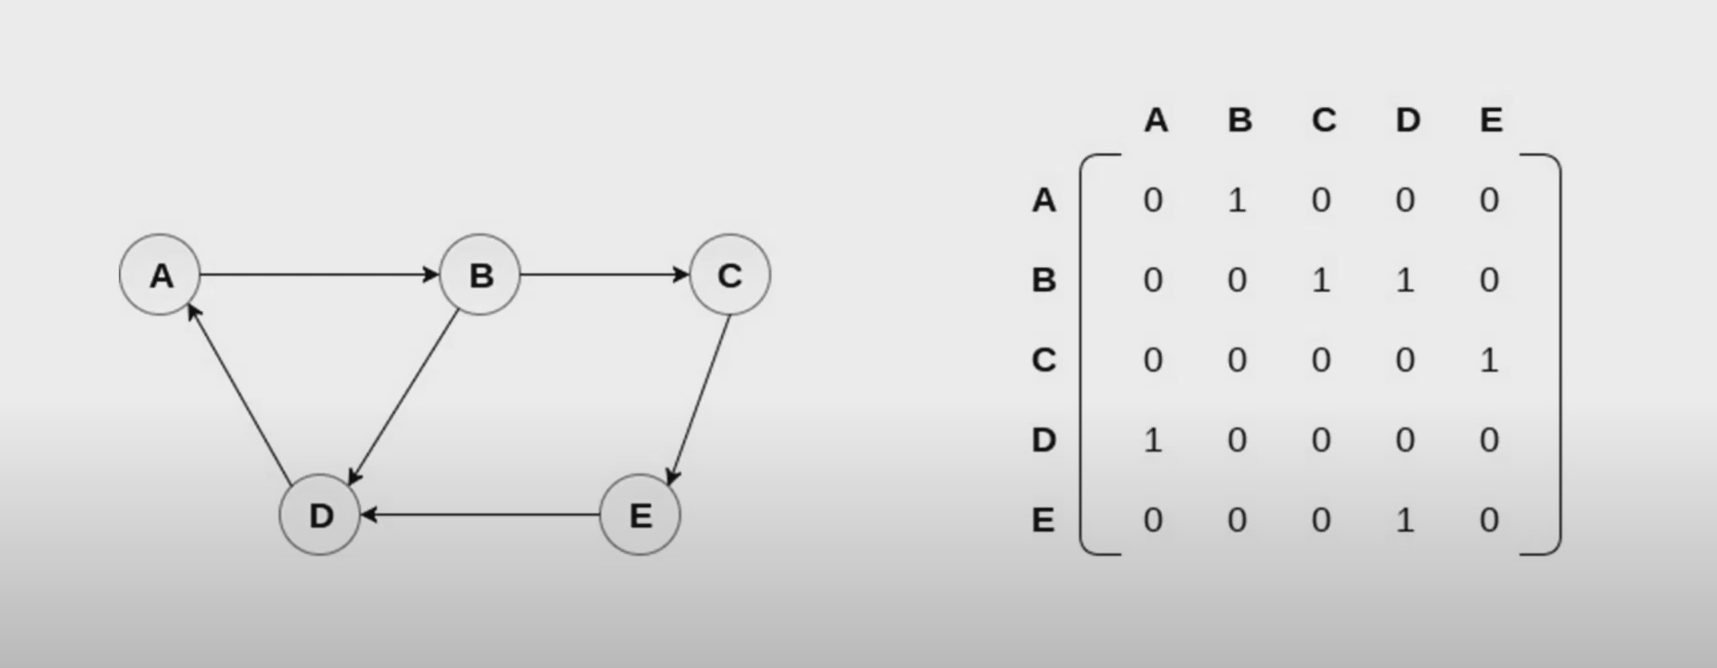 A B C
D E
A B C D E
A 0 1 0 0 0
B 0 0 1 1 0
C 0 0 0 0 1
D 1 0 0 0 0
E 0 0 0 1 0